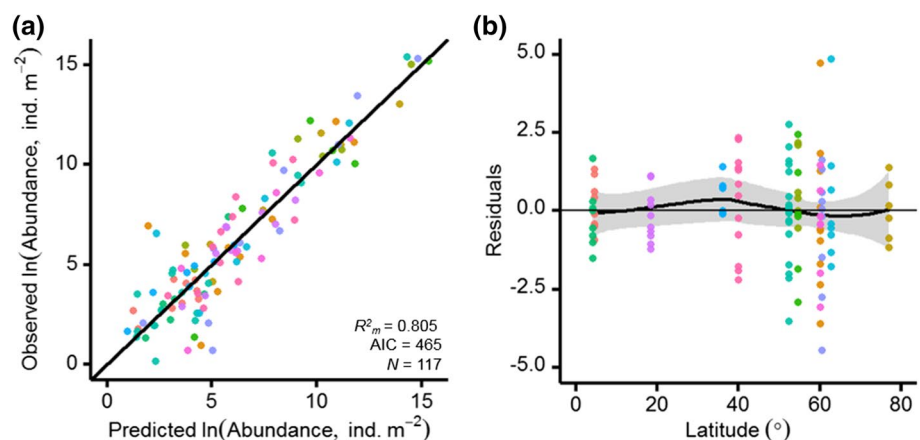 (a)
Observed ln(Abundance, ind. m⁻²)
15
10
5
0
R²ₘ = 0.805
AIC = 465
N = 117
0 5 10 15
Predicted ln(Abundance, ind. m⁻²)
(b)
Residuals
5.0
2.5
0.0
-2.5
-5.0
0 20 40 60 80
Latitude (°)